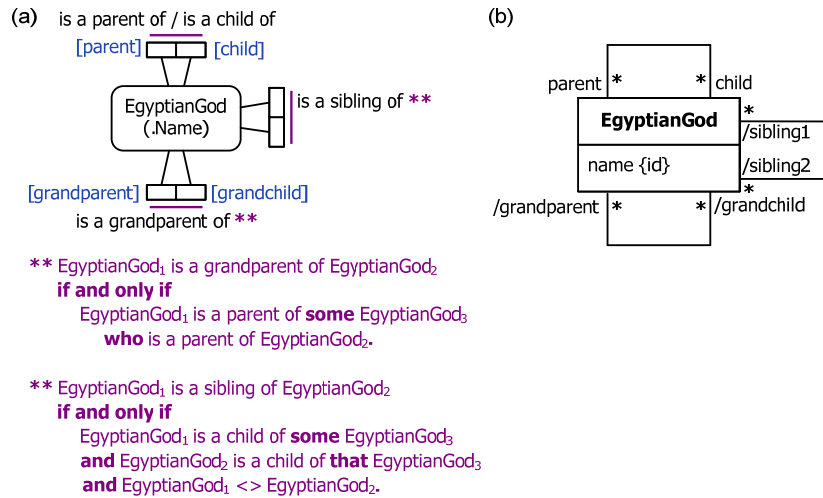 (a)
is a parent of / is a child of
[parent] [child]
EgyptianGod
(.Name)
is a sibling of **
[grandparent] [grandchild]
is a grandparent of **
** EgyptianGod₁ is a grandparent of EgyptianGod₂
if and only if
EgyptianGod₁ is a parent of some EgyptianGod₃
who is a parent of EgyptianGod₂.
** EgyptianGod₁ is a sibling of EgyptianGod₂
if and only if
EgyptianGod₁ is a child of some EgyptianGod₃
and EgyptianGod₂ is a child of that EgyptianGod₃
and EgyptianGod₁ <> EgyptianGod₂.
(b)
parent * * child
EgyptianGod
*
/sibling1
name {id}
/sibling2
*
/grandparent * * /grandchild